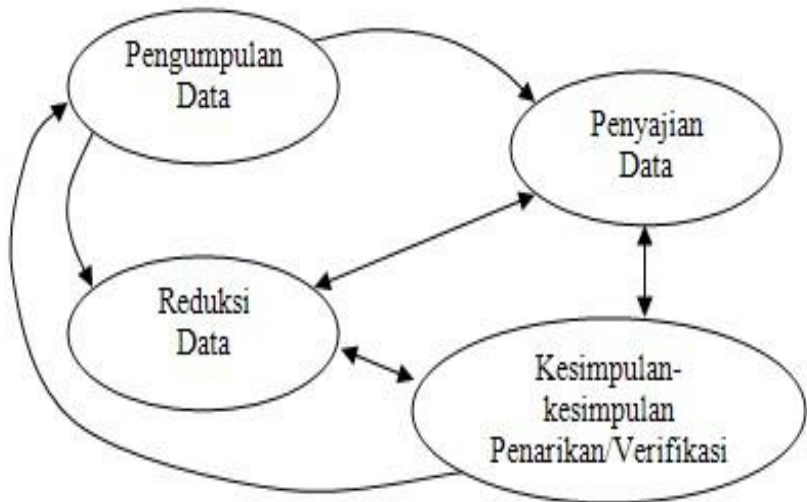 Pengumpulan
Data
Penyajian
Data
Reduksi
Data
Kesimpulan-
kesimpulan
Penarikan/Verifikasi